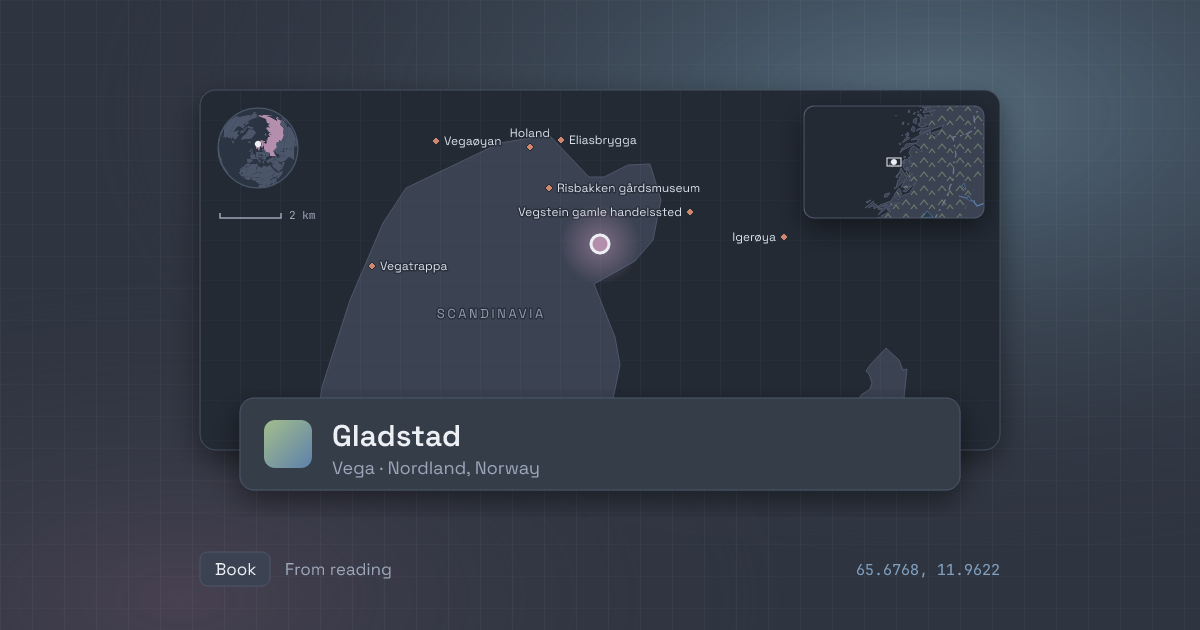 Holand
Vegaøyan
Eliasbrygga
Risbakken gårdsmuseum
Vegstein gamle handelssted
2 km
Igerøya
Vegatrappa
SCANDINAVIA
Gladstad
Vega · Nordland, Norway
Book
From reading
65.6768, 11.9622